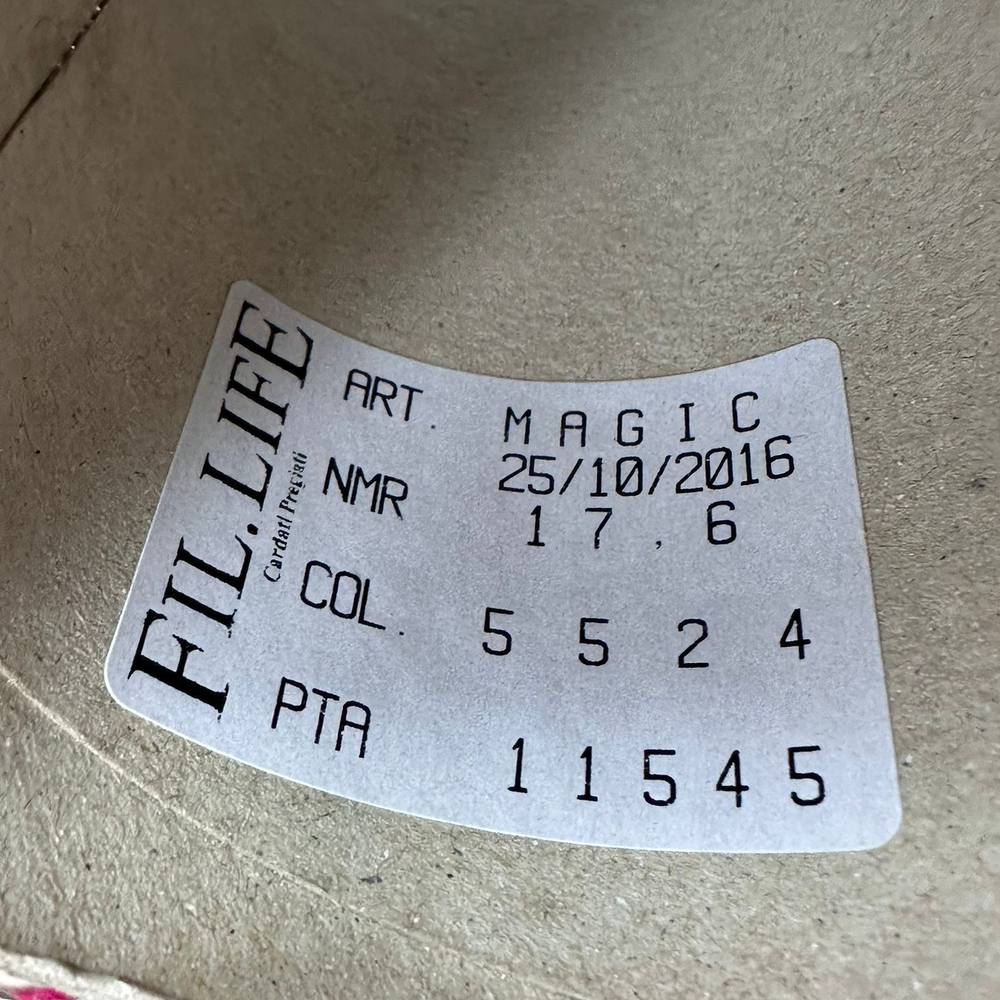 FIL.LIFE
Cardati Pregiati
ART. MAGIC
25/10/2016
NMR 17,6
COL. 5524
PTA 11545